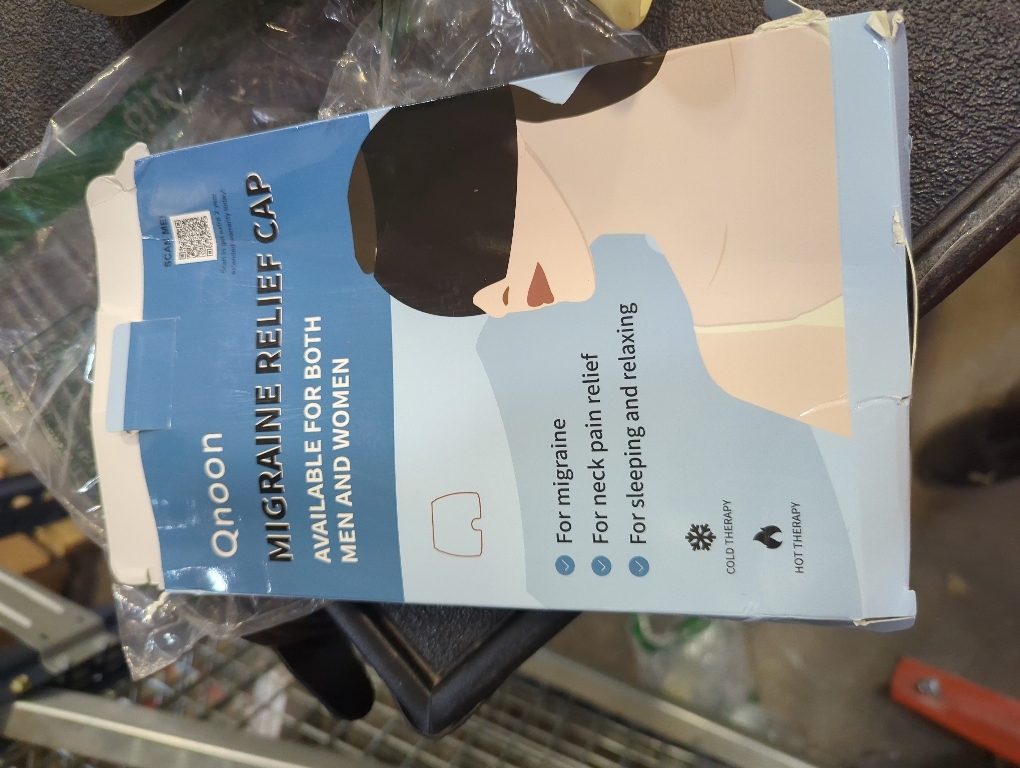 Qnoon
SCAN ME!
MIGRAINE RELIEF CAP
AVAILABLE FOR BOTH
MEN AND WOMEN
For migraine
For neck pain relief
For sleeping and relaxing
COLD THERAPY
HOT THERAPY